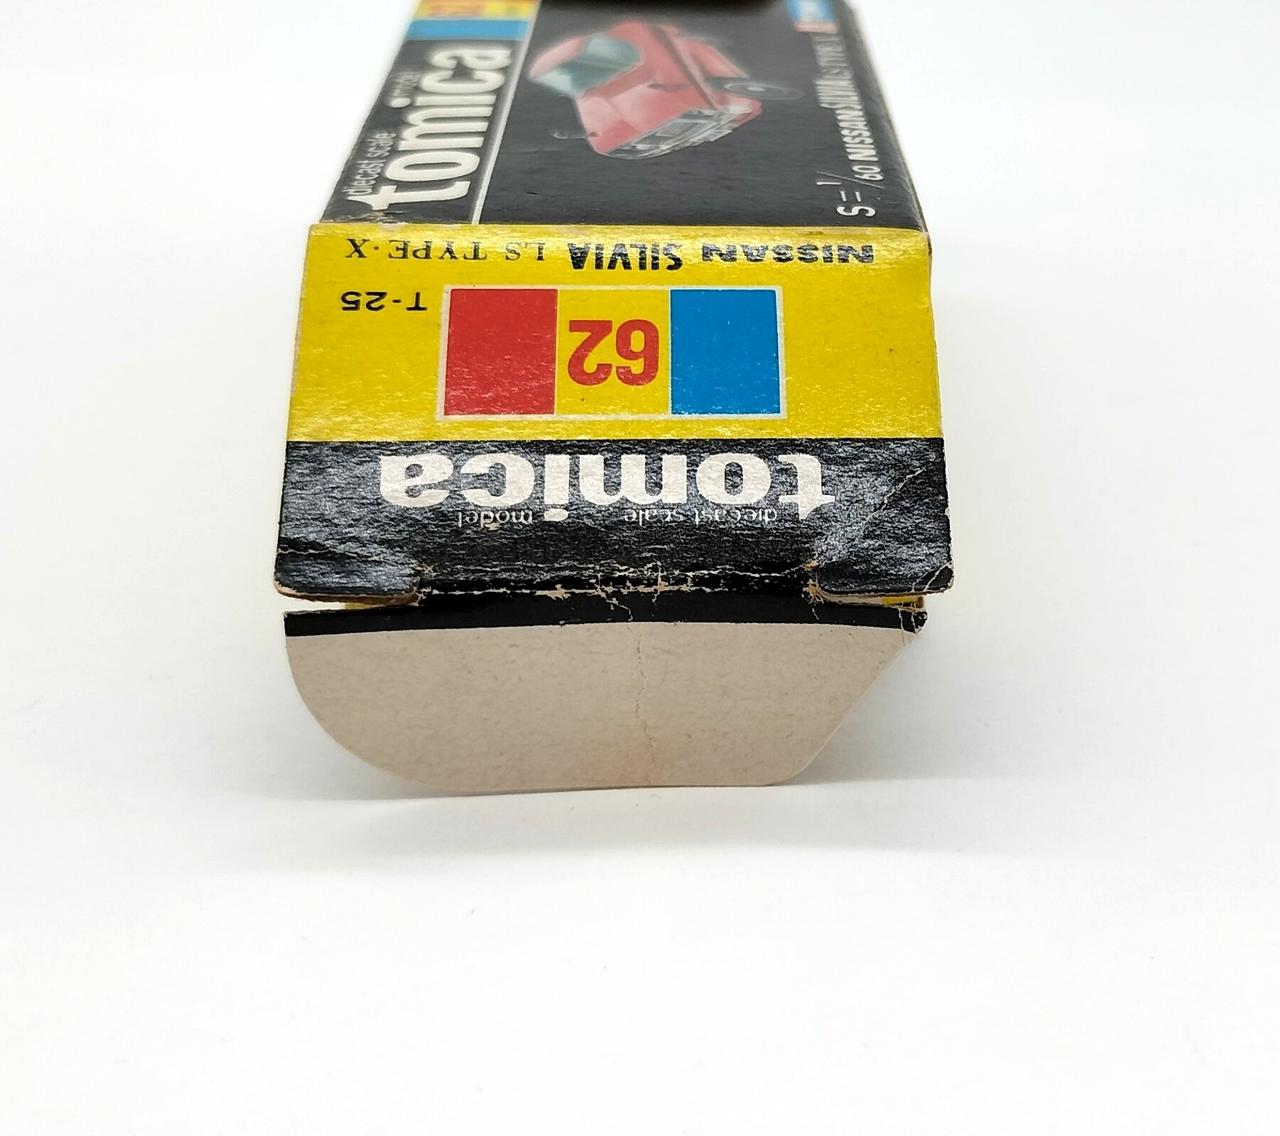 diecast scale model
tomica
S=1/60 NISSAN SILVIA LS TYPE X
diecast scale model
tomica
62
T-25
NISSAN SILVIA LS TYPE·X